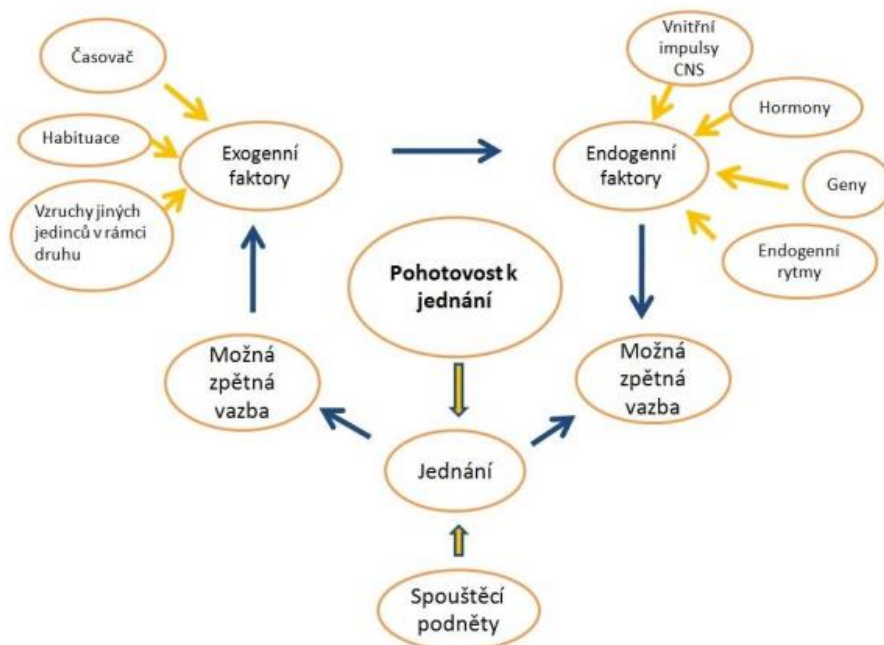 Časovač
Habituace
Vzruchy jiných
jedinců v rámci
druhu
Exogenní
faktory
Vnitřní
impulsy
CNS
Hormony
Geny
Endogenní
rytmy
Endogenní
faktory
Pohotovost k
jednání
Možná
zpětná
vazba
Možná
zpětná
vazba
Jednání
Spouštěcí
podněty